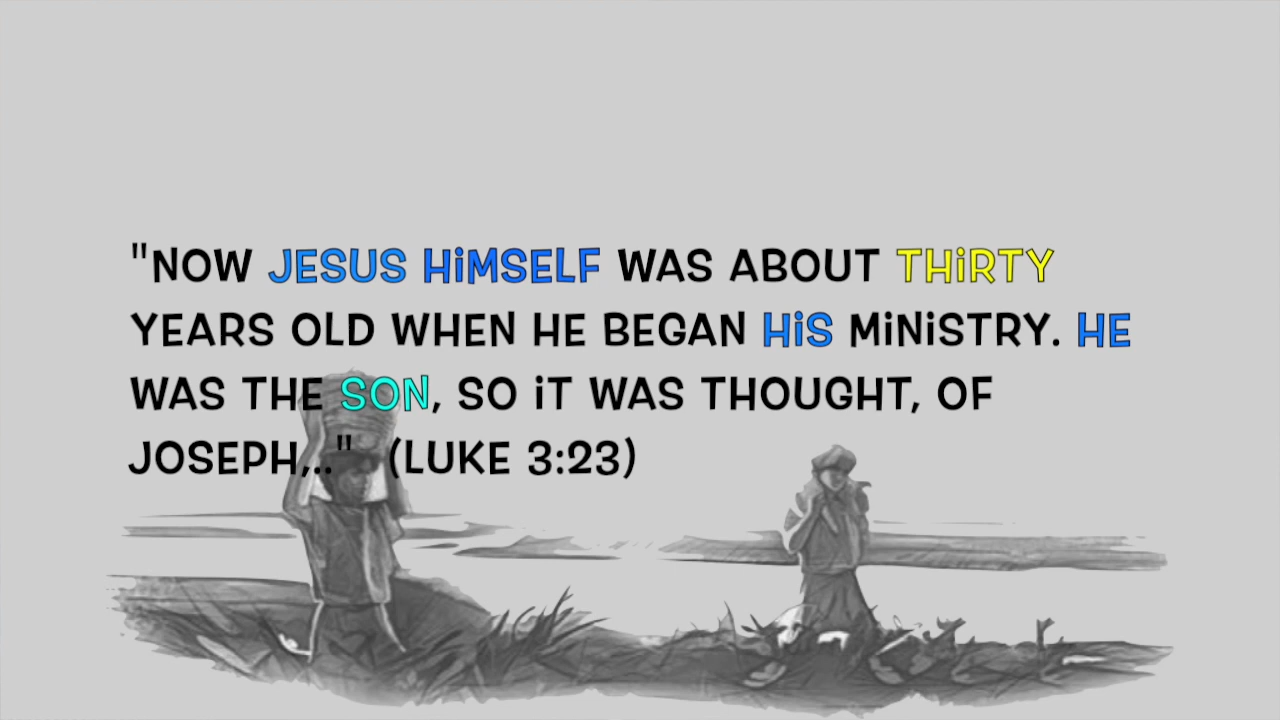 "NOW JESUS HiMSELF WAS ABOUT THiRTY
YEARS OLD WHEN HE BEGAN HiS MiNiSTRY. HE
WAS THE SON, SO iT WAS THOUGHT, OF
JOSEPH,.." (LUKE 3:23)